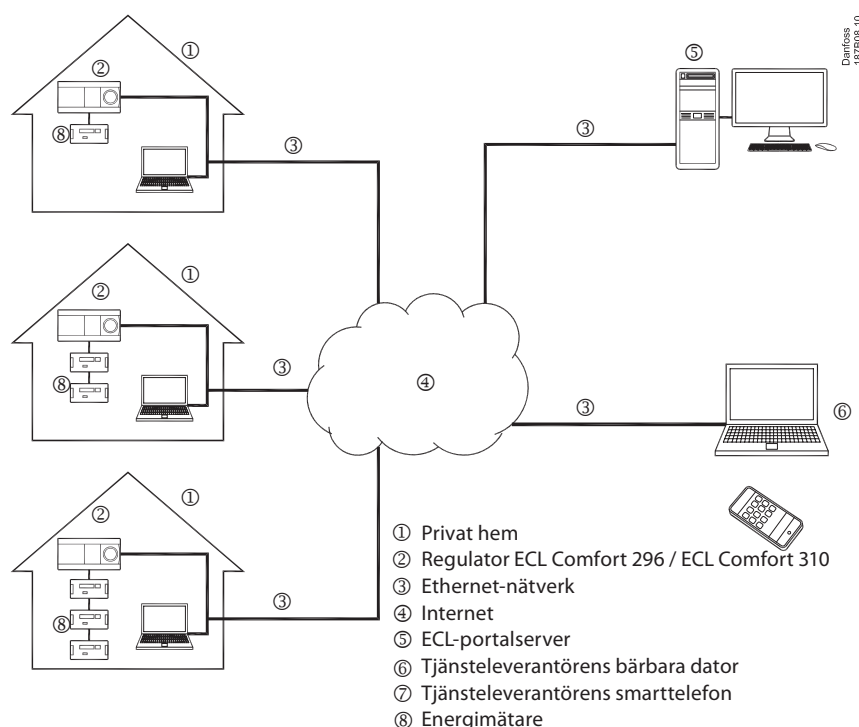 ①
②
⑧
③
⑤
③
Danfoss
187B08.10
①
②
⑧
③
④
③
⑥
①
②
⑧
③
① Privat hem
② Regulator ECL Comfort 296 / ECL Comfort 310
③ Ethernet-nätverk
④ Internet
⑤ ECL-portalserver
⑥ Tjänsteleverantörens bärbara dator
⑦ Tjänsteleverantörens smarttelefon
⑧ Energimätare